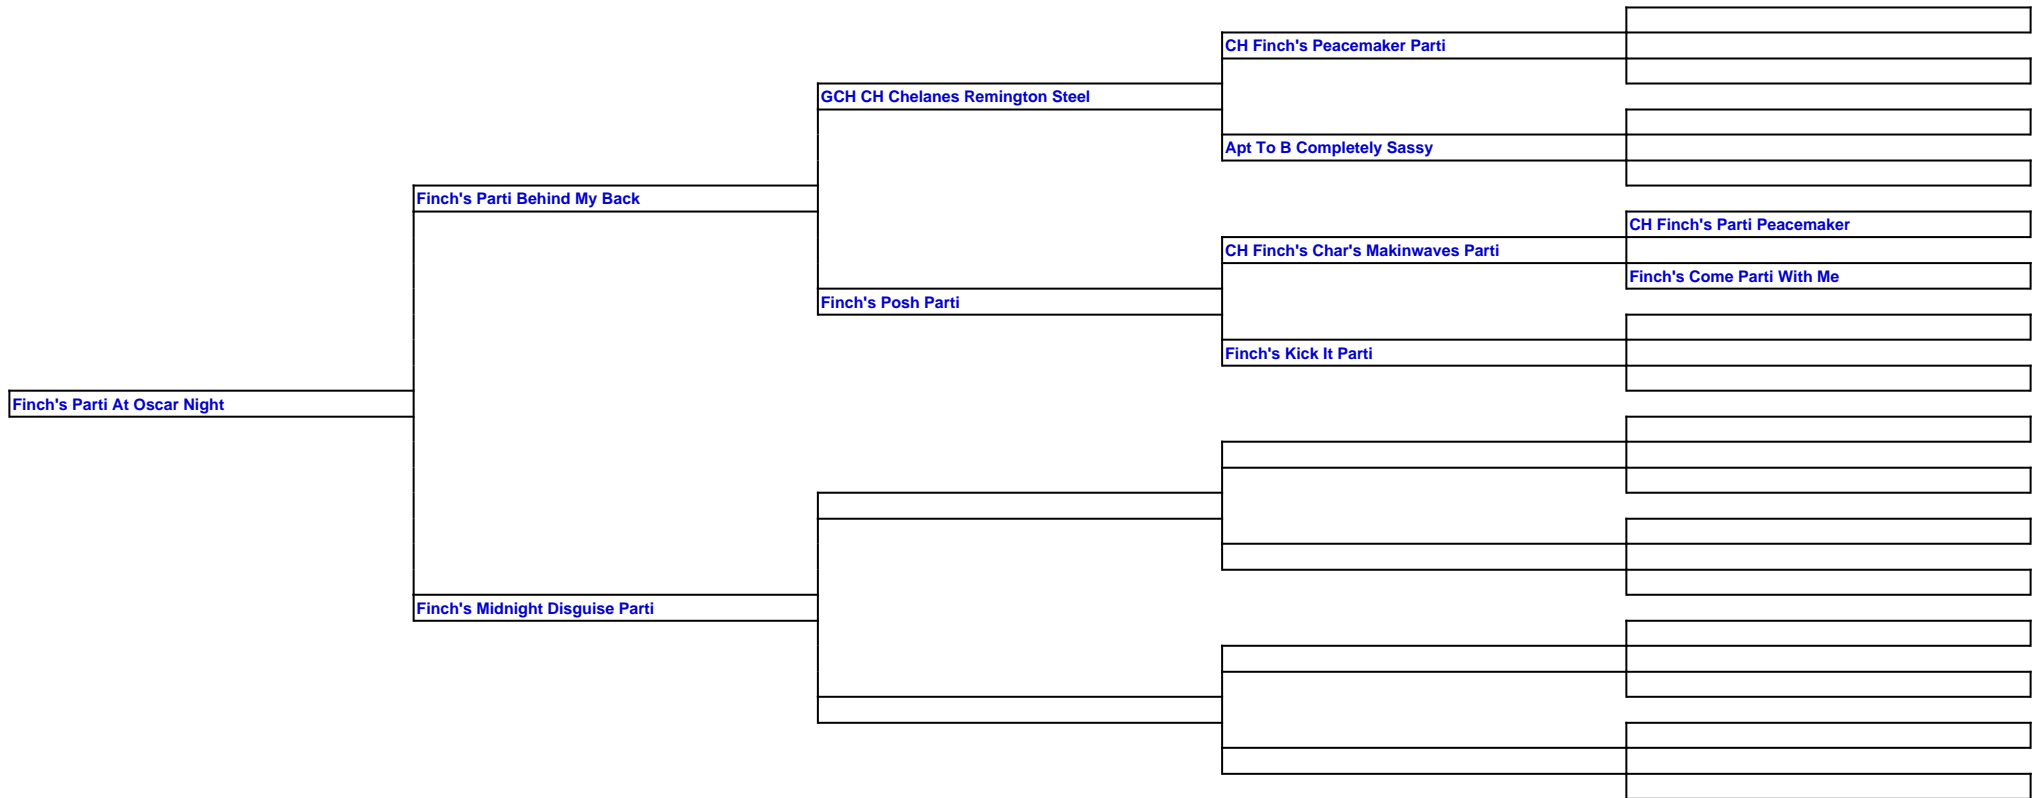 CH Finch's Peacemaker Parti
GCH CH Chelanes Remington Steel
Apt To B Completely Sassy
Finch's Parti Behind My Back
CH Finch's Parti Peacemaker
CH Finch's Char's Makinwaves Parti
Finch's Come Parti With Me
Finch's Posh Parti
Finch's Kick It Parti
Finch's Parti At Oscar Night
Finch's Midnight Disguise Parti